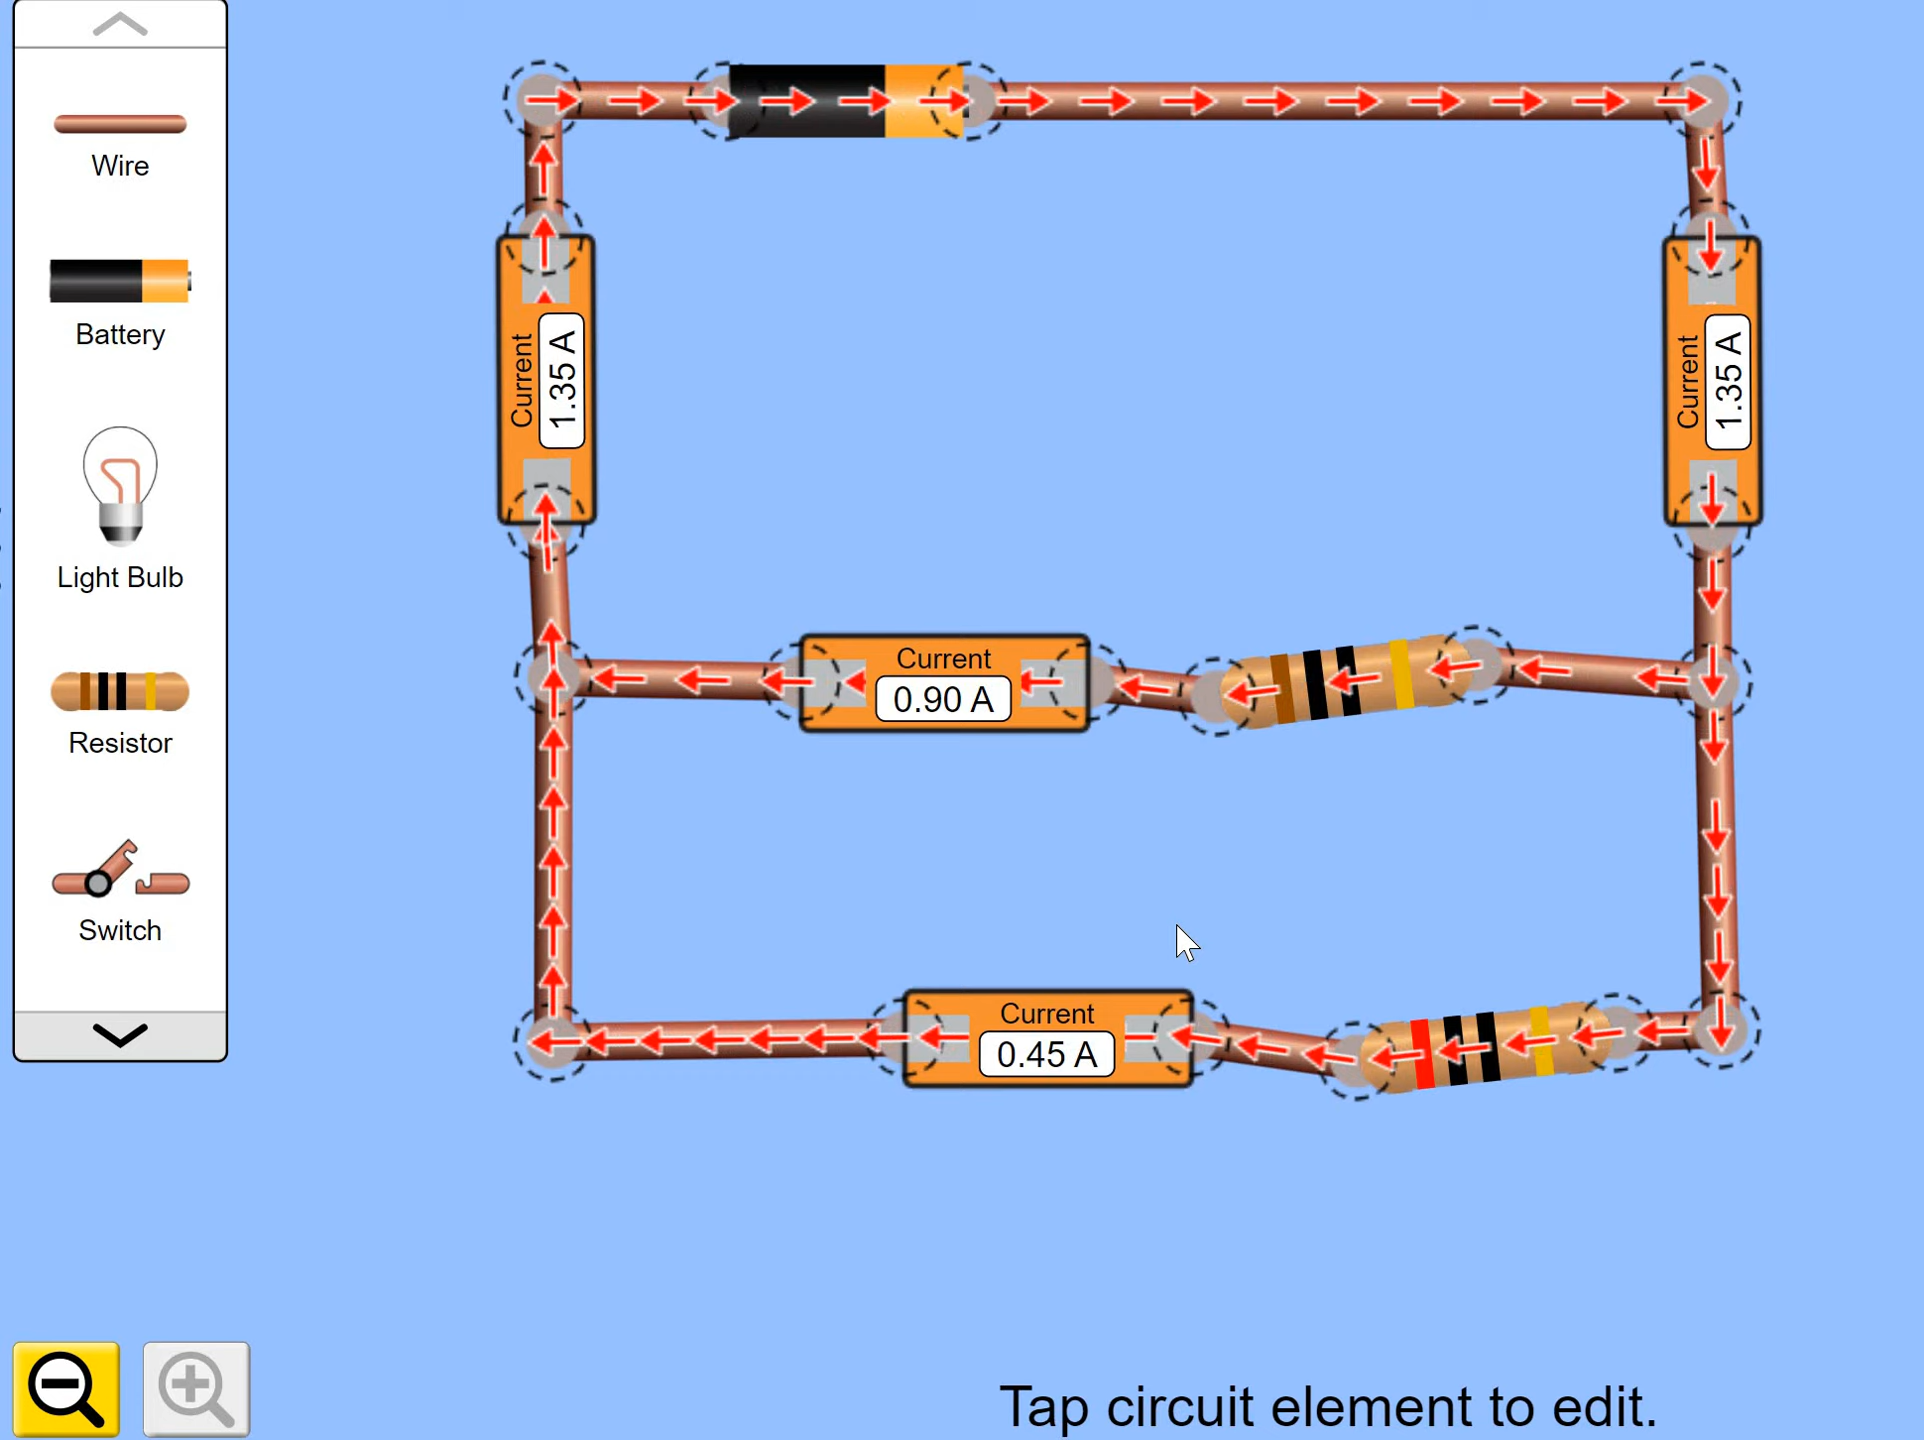 Wire
Battery
Light Bulb
Resistor
Switch
Current
1.35 A
Current
1.35 A
Current
0.90 A
Current
0.45 A
Tap circuit element to edit.